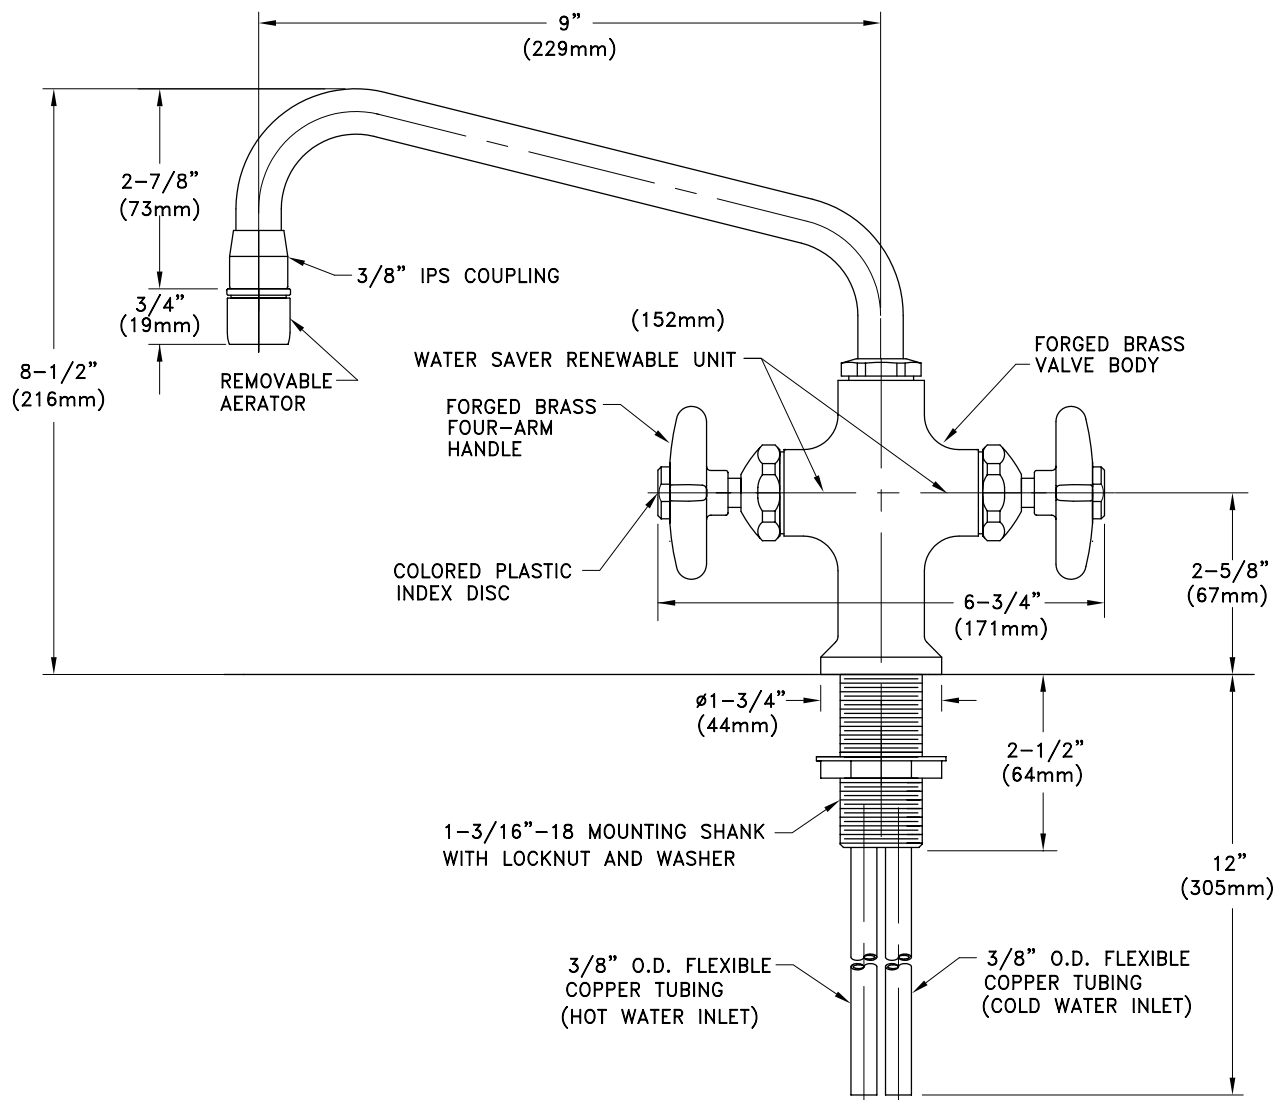 9”
(229mm)
2-7/8”
(73mm)
3/8” IPS COUPLING
3/4”
(19mm)
(152mm)
8-1/2”
(216mm)
REMOVABLE
AERATOR
WATER SAVER RENEWABLE UNIT
FORGED BRASS
VALVE BODY
FORGED BRASS
FOUR-ARM
HANDLE
COLORED PLASTIC
INDEX DISC
2-5/8”
(67mm)
6-3/4”
(171mm)
ø1-3/4”
(44mm)
2-1/2”
(64mm)
1-3/16”-18 MOUNTING SHANK
WITH LOCKNUT AND WASHER
12”
(305mm)
3/8” O.D. FLEXIBLE
COPPER TUBING
(HOT WATER INLET)
3/8” O.D. FLEXIBLE
COPPER TUBING
(COLD WATER INLET)